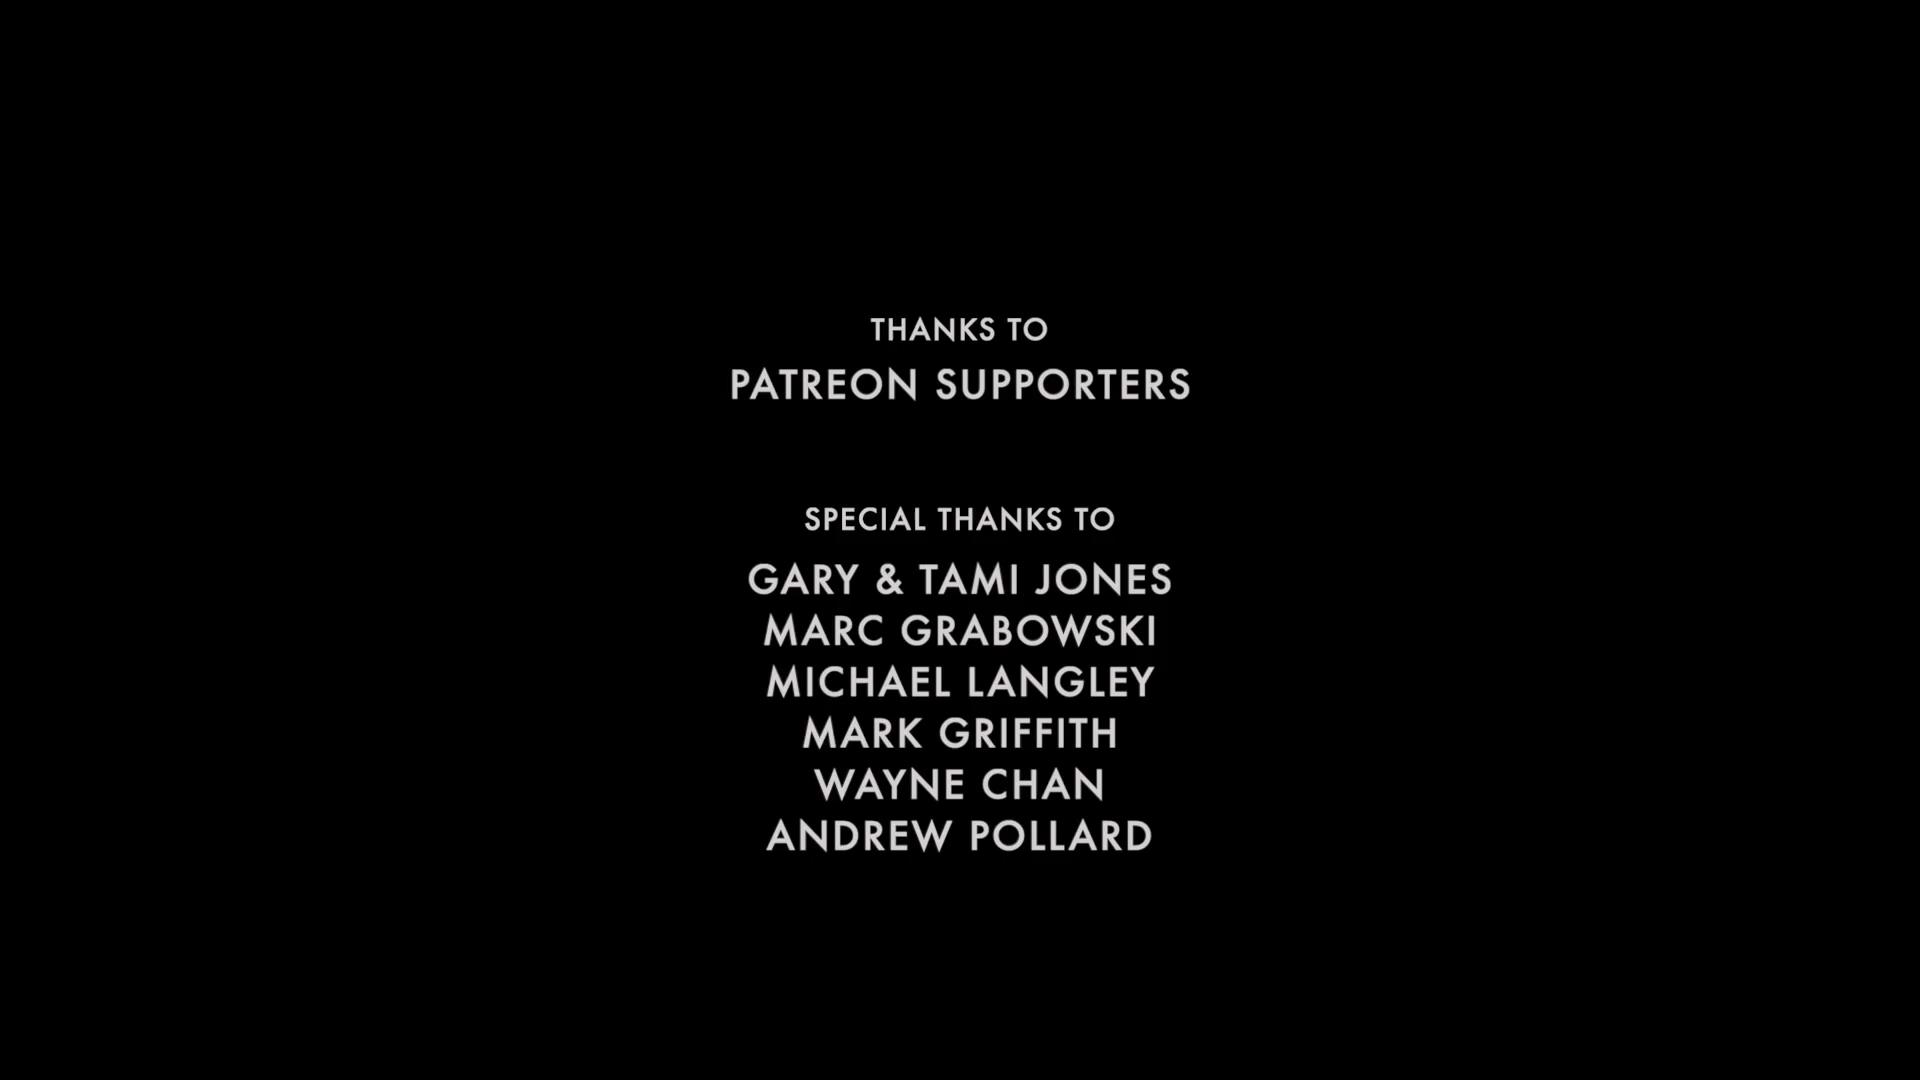 THANKS TO
PATREON SUPPORTERS
SPECIAL THANKS TO
GARY & TAMI JONES
MARC GRABOWSKI
MICHAEL LANGLEY
MARK GRIFFITH
WAYNE CHAN
ANDREW POLLARD